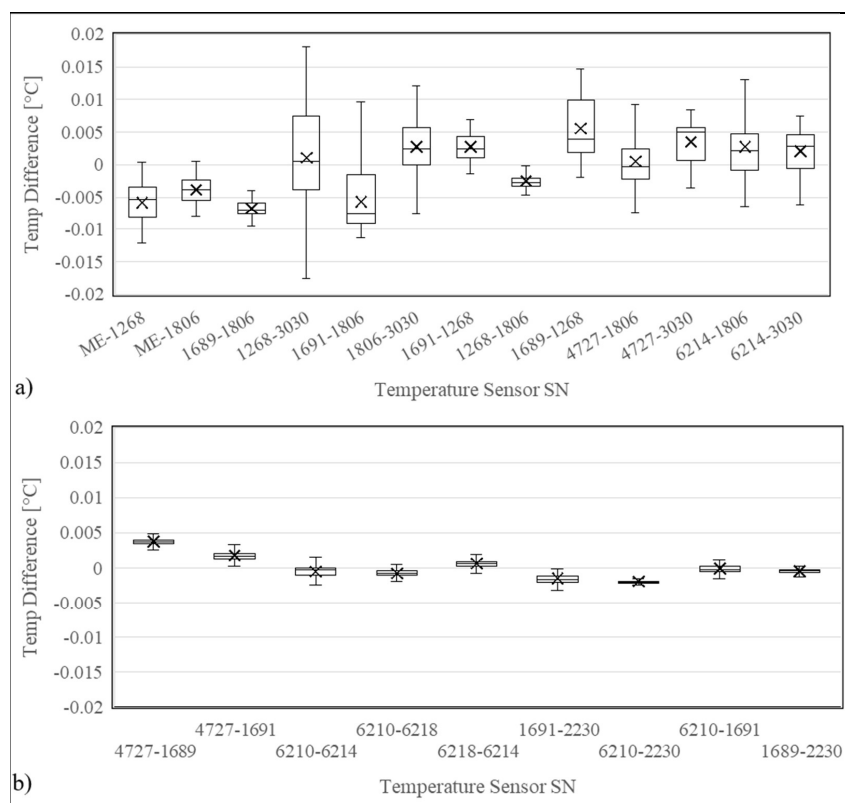 0.02
0.015
0.01
0.005
0
-0.005
-0.01
-0.015
-0.02
Temp Difference [°C]
ME-1268
ME-1806
1689-1806
1268-3030
1691-1806
1806-3030
1691-1268
1268-1806
1689-1268
4727-1806
4727-3030
6214-1806
6214-3030
a)
Temperature Sensor SN
0.02
0.015
0.01
0.005
0
-0.005
-0.01
-0.015
-0.02
Temp Difference [°C]
4727-1691 6210-6218 1691-2230 6210-1691
4727-1689 6210-6214 6218-6214 6210-2230 1689-2230
b)
Temperature Sensor SN